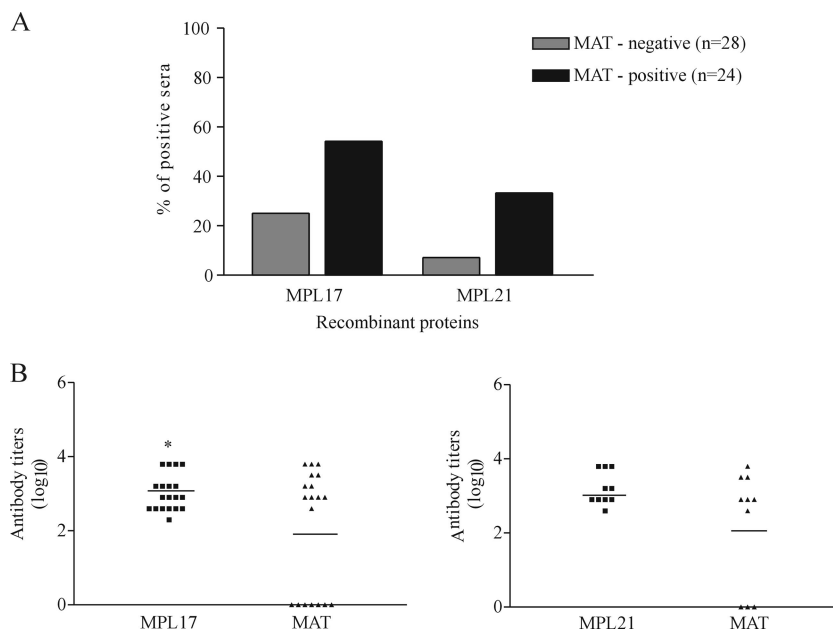 A
100
80
60
40
20
0
% of positive sera
MAT - negative (n=28)
MAT - positive (n=24)
MPL17 MPL21
Recombinant proteins
B
6
4
2
0
Antibody titers
(log10)
*
MPL17 MAT
6
4
2
0
Antibody titers
(log10)
MPL21 MAT